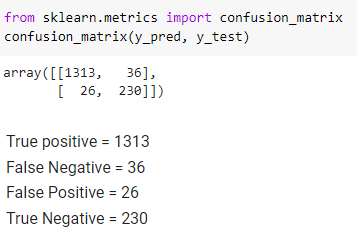 from sklearn.metrics import confusion_matrix
confusion_matrix(y_pred, y_test)
array([[1313,   36],
       [  26,  230]])
True positive = 1313
False Negative = 36
False Positive = 26
True Negative = 230